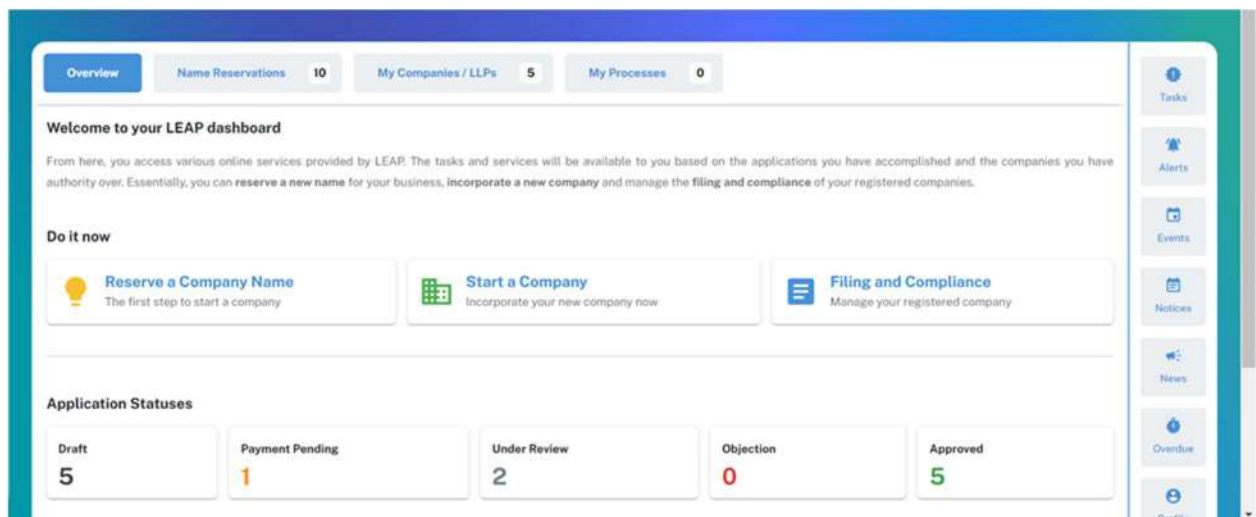 Overview
Name Reservations 10
My Companies / LLPs 5
My Processes 0
Welcome to your LEAP dashboard
From here, you access various online services provided by LEAP. The tasks and services will be available to you based on the applications you have accomplished and the companies you have
authority over. Essentially, you can reserve a new name for your business, incorporate a new company and manage the filing and compliance of your registered companies.
Do it now
Reserve a Company Name
The first step to start a company
Start a Company
Incorporate your new company now
Filing and Compliance
Manage your registered company
Application Statuses
Draft
5
Payment Pending
1
Under Review
2
Objection
0
Approved
5
Tasks
Alerts
Events
Notices
News
Overdue